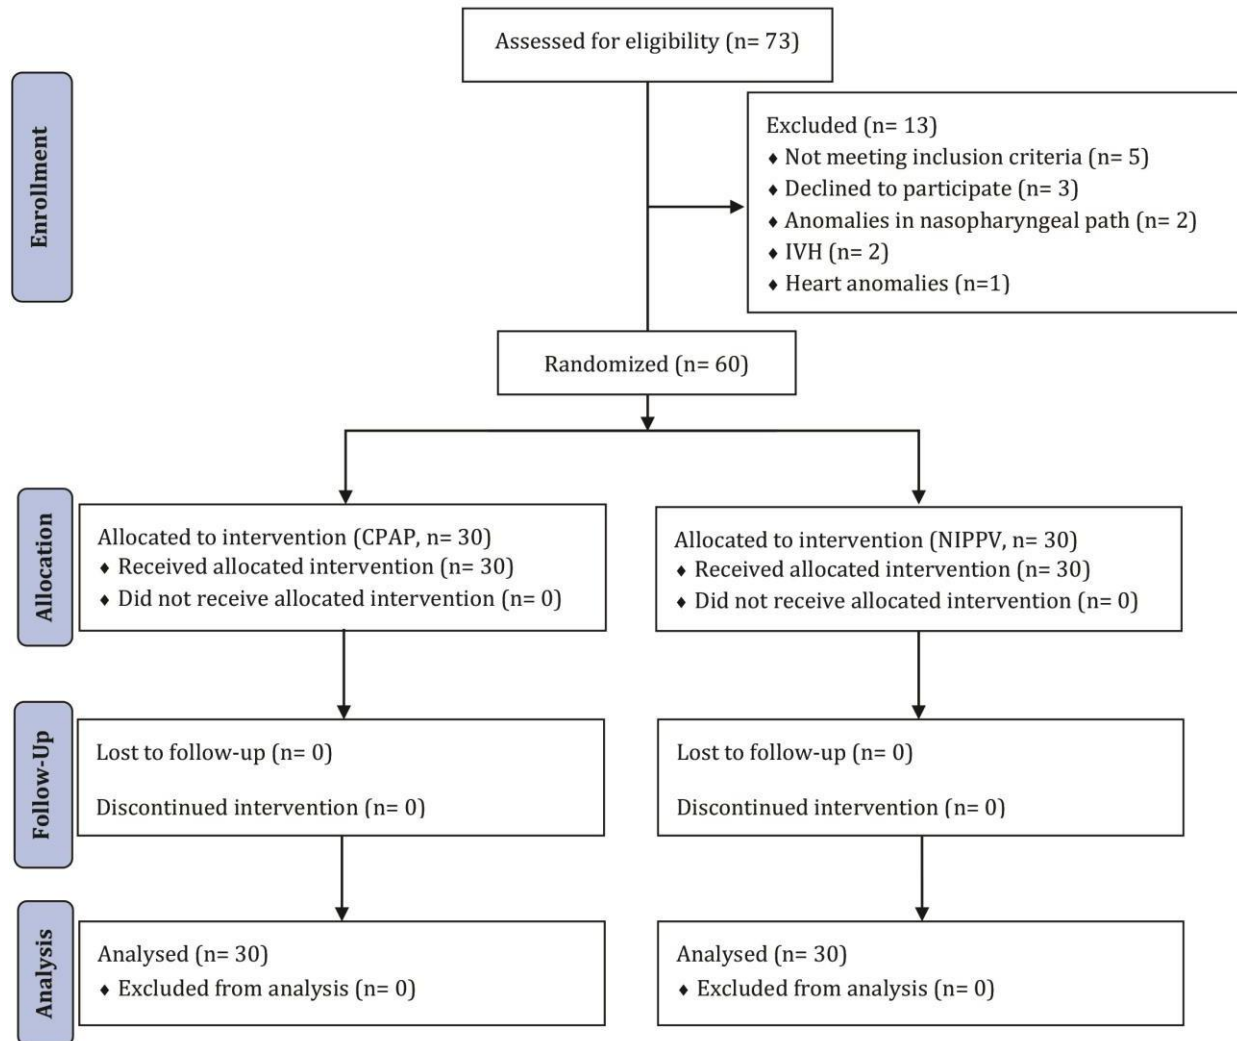 Assessed for eligibility (n= 73)
Enrollment
Excluded (n= 13)
♦ Not meeting inclusion criteria (n= 5)
♦ Declined to participate (n= 3)
♦ Anomalies in nasopharyngeal path (n= 2)
♦ IVH (n= 2)
♦ Heart anomalies (n=1)
Randomized (n= 60)
Allocation
Allocated to intervention (CPAP, n= 30)
♦ Received allocated intervention (n= 30)
♦ Did not receive allocated intervention (n= 0)
Allocated to intervention (NIPPV, n= 30)
♦ Received allocated intervention (n= 30)
♦ Did not receive allocated intervention (n= 0)
Follow-Up
Lost to follow-up (n= 0)
Discontinued intervention (n= 0)
Lost to follow-up (n= 0)
Discontinued intervention (n= 0)
Analysis
Analysed (n= 30)
♦ Excluded from analysis (n= 0)
Analysed (n= 30)
♦ Excluded from analysis (n= 0)